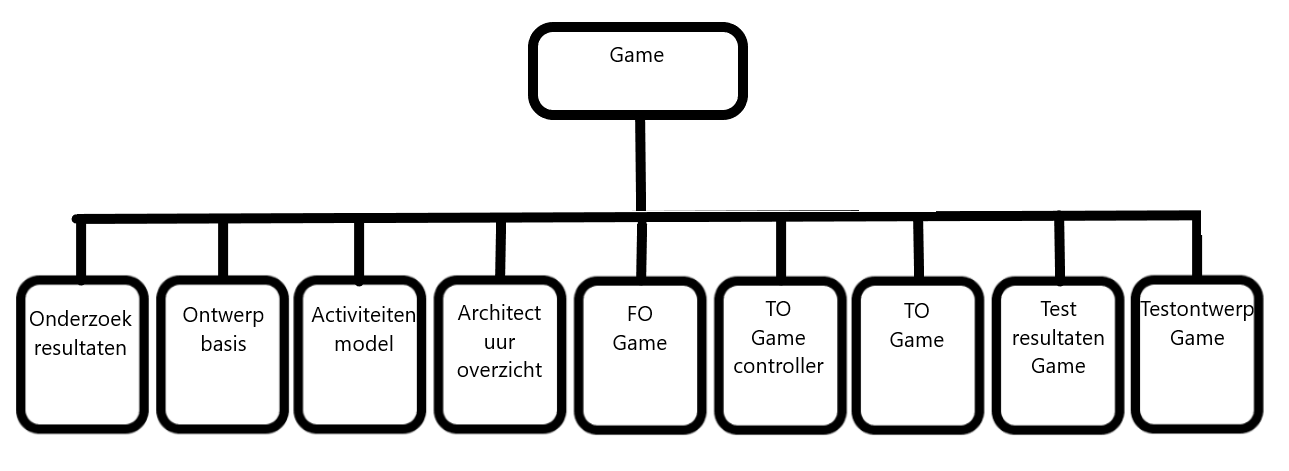 Game
Onderzoek
resultaten
Ontwerp
basis
Activiteiten
model
Architect
uur
overzicht
FO
Game
TO
Game
controller
TO
Game
Test
resultaten
Game
Testontwerp
Game